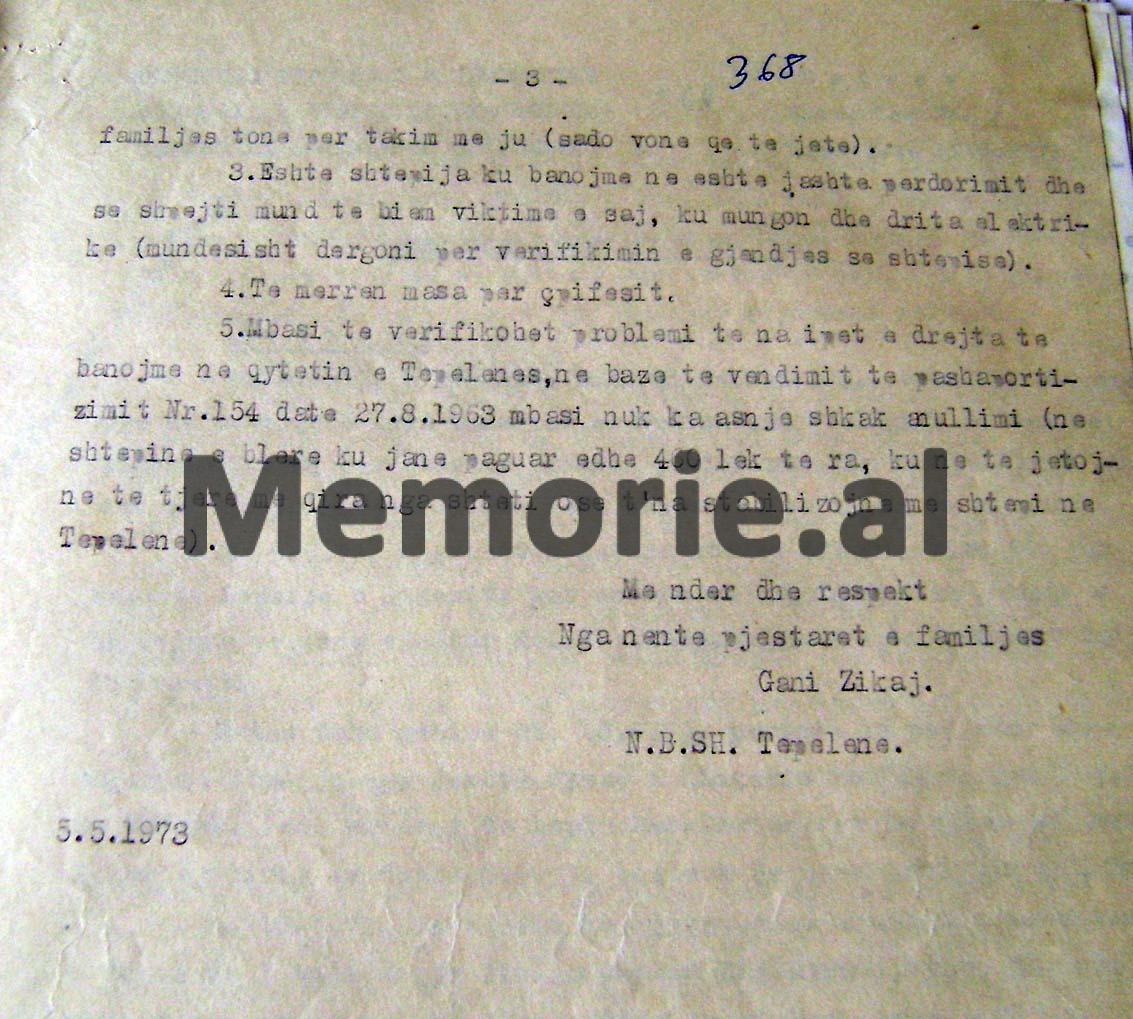 - 3 -
368
familjes tone per takim me ju (sado vone qe te jete).
3.Eshte shtepija ku banojme ne eshte jashta perdorimit dhe
se shpejti mund te biem viktime e saj, ku mungon dhe drita elektri-
ke (mundesisht dergoni per verifikimin e gjendjes se shtepise).
4.Te merren masa per çpifesit.
5.Mbasi te verifikohet problemi te na ipet e drejta te
banojme ne qytetin e Tepelenes,ne baze te vendimit te pashaporti-
zimit Nr.154 date 27.8.1963 mbasi nuk ka asnje shkak anullimi (ne
shtepine e blere ku jane paguar edhe 460 lek te ra, ku ne te jetoj-
ne te tjere me qira nga shteti ose t'na stabilizojne me shtepi ne
Tepelene).
Memorie.al
Me nder dhe respekt
Nga nente pjestaret e familjes
Gani Zikaj.
N.B.SH. Tepelene.
5.5.1973